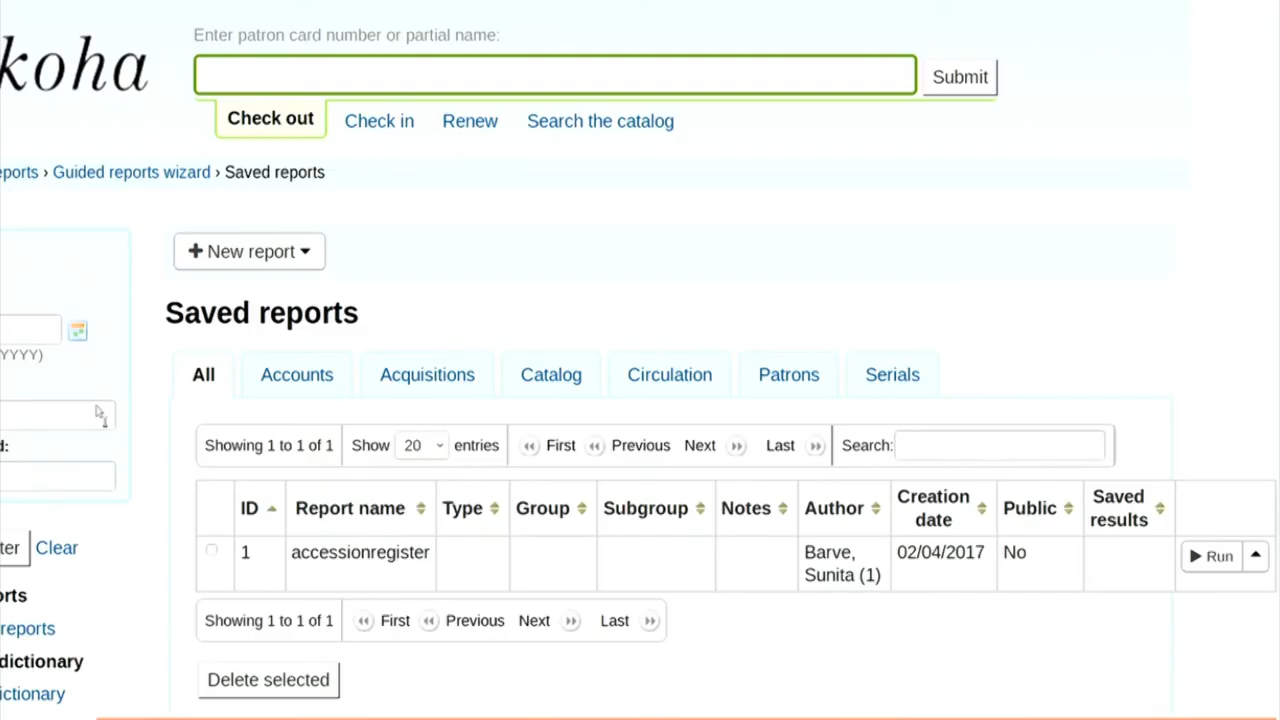 Enter patron card number or partial name:
koha
Submit
Check out Check in Renew Search the catalog
eports › Guided reports wizard › Saved reports
New report
Saved reports
YYYY)
All Accounts Acquisitions Catalog Circulation Patrons Serials
d:
Showing 1 to 1 of 1 Show 20 entries First Previous Next Last Search:
ID Report name Type Group Subgroup Notes Author Creation date Public Saved results
1 accessionregister Barve, Sunita (1) 02/04/2017 No Run
ter Clear
orts
reports
dictionary
ictionary
Showing 1 to 1 of 1 First Previous Next Last
Delete selected